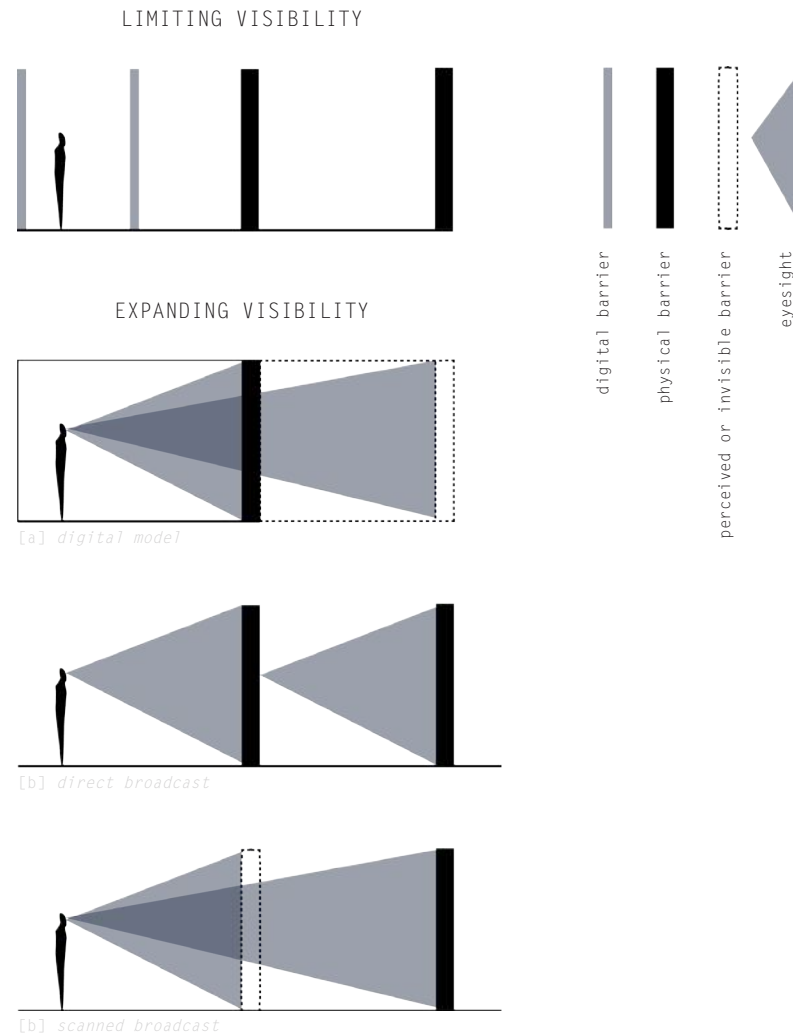 LIMITING VISIBILITY
digital barrier
physical barrier
perceived or invisible barrier
eyesight
EXPANDING VISIBILITY
[a] digital model
[b] direct broadcast
[b] scanned broadcast